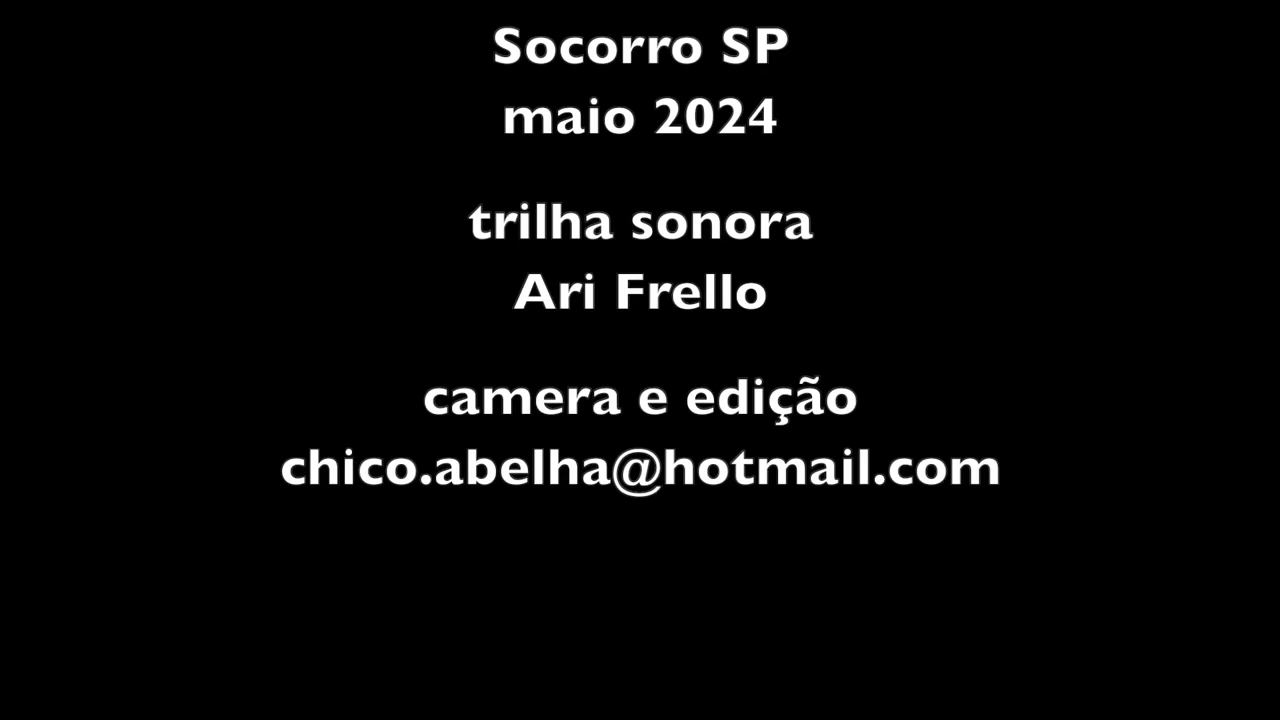 Socorro SP
maio 2024
trilha sonora
Ari Frello
camera e edição
chico.abelha@hotmail.com